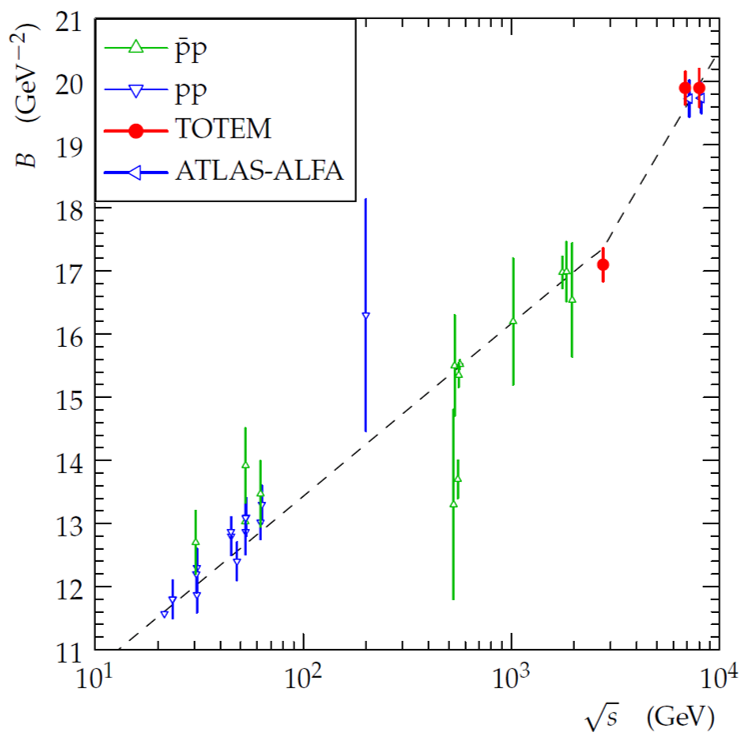 21
20
19
18
17
16
15
14
13
12
11
B (GeV⁻²)
p̄p
pp
TOTEM
ATLAS-ALFA
10¹ 10² 10³ 10⁴
√s (GeV)